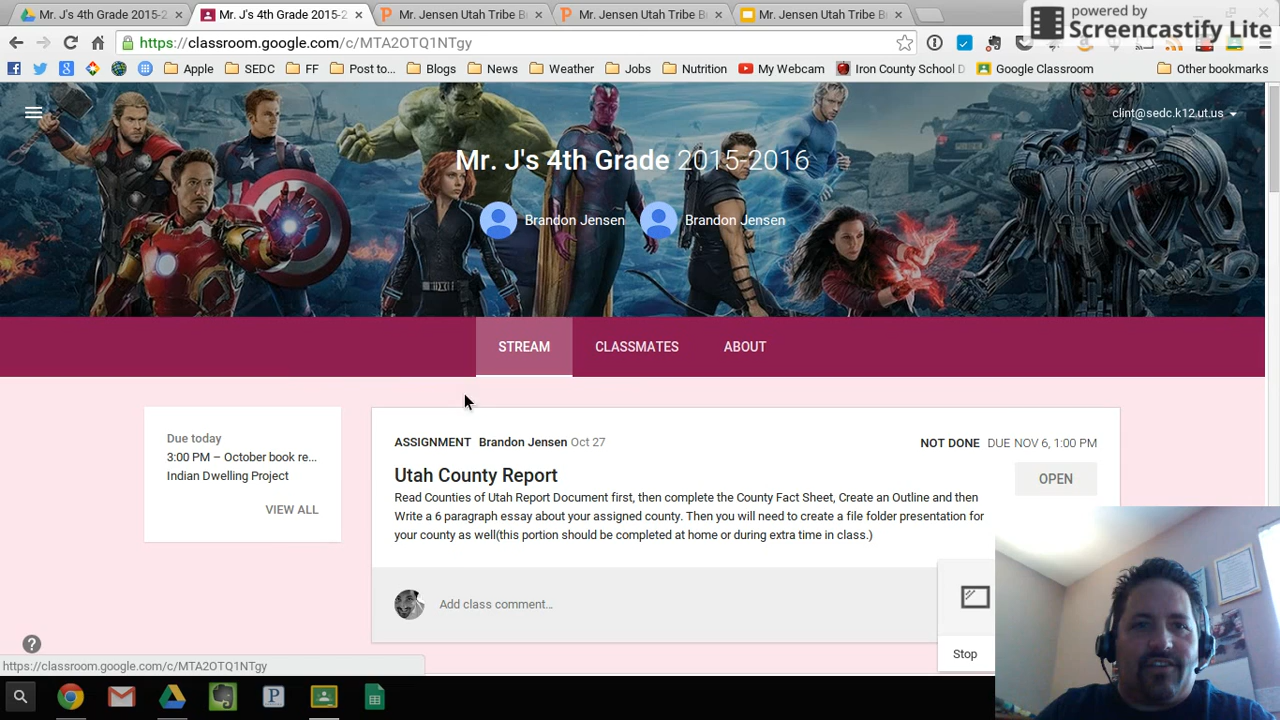 Mr. J's 4th Grade 2015-2
Mr. J's 4th Grade 2015-2
Mr. Jensen Utah Tribe B
Mr. Jensen Utah Tribe B
Mr. Jensen Utah Tribe B
powered by
Screencastify Lite
https://classroom.google.com/c/MTA2OTQ1NTgy
Apple
SEDC
FF
Post to...
Blogs
News
Weather
Jobs
Nutrition
My Webcam
Iron County School D
Google Classroom
Other bookmarks
clint@sedc.k12.ut.us
Mr. J's 4th Grade 2015-2016
Brandon Jensen
Brandon Jensen
STREAM
CLASSMATES
ABOUT
Due today
3:00 PM – October book re...
Indian Dwelling Project
VIEW ALL
ASSIGNMENT Brandon Jensen Oct 27
NOT DONE DUE NOV 6, 1:00 PM
Utah County Report
OPEN
Read Counties of Utah Report Document first, then complete the County Fact Sheet, Create an Outline and then
Write a 6 paragraph essay about your assigned county. Then you will need to create a file folder presentation for
your county as well(this portion should be completed at home or during extra time in class.)
Add class comment…
Stop
https://classroom.google.com/c/MTA2OTQ1NTgy